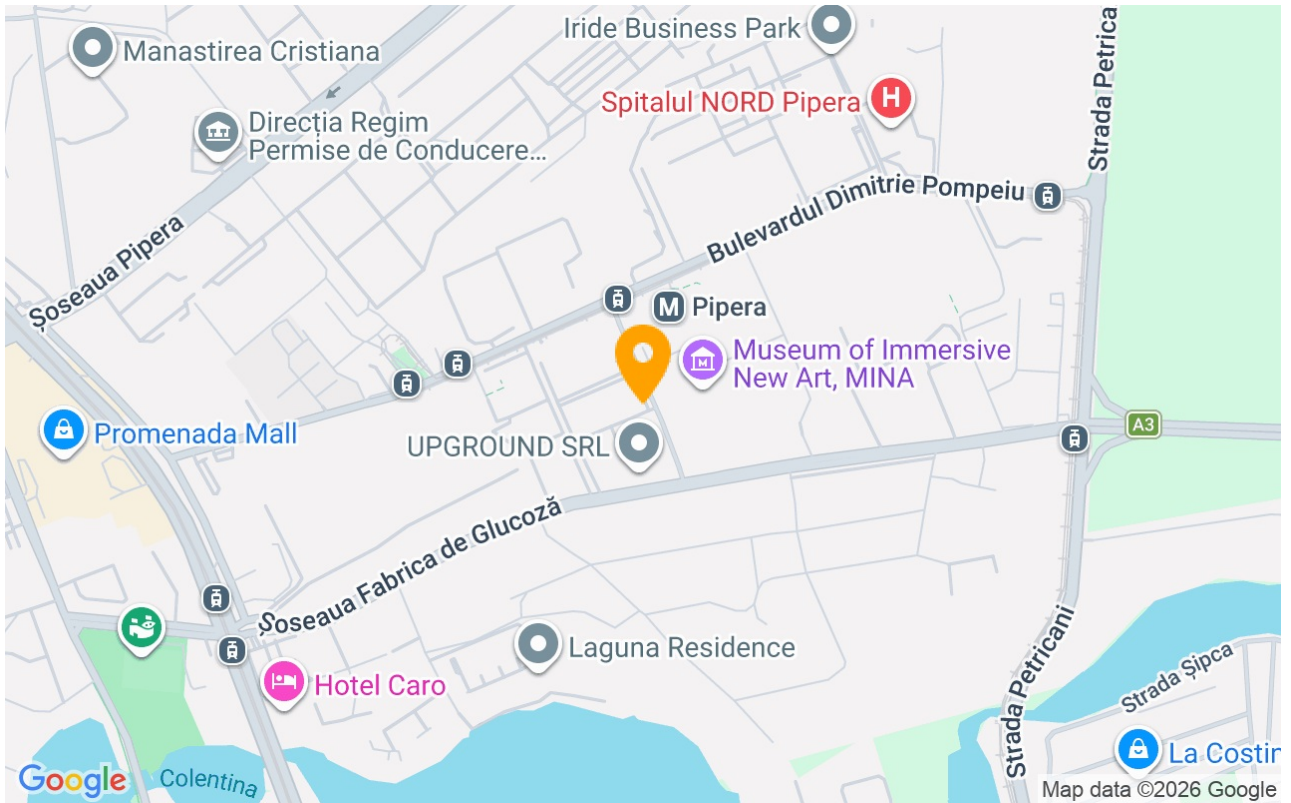 Iride Business Park
Manastirea Cristiana
Strada Petrica
Spitalul NORD Pipera
H
Direcția Regim
Permise de Conducere...
Bulevardul Dimitrie Pompeiu
Șoseaua Pipera
M Pipera
Museum of Immersive
New Art, MINA
M
A3
Promenada Mall
UPGROUND SRL
Șoseaua Fabrica de Glucoză
Laguna Residence
Strada Petricani
Strada Șipca
Hotel Caro
La Costin
Google
Colentina
Map data ©2026 Google